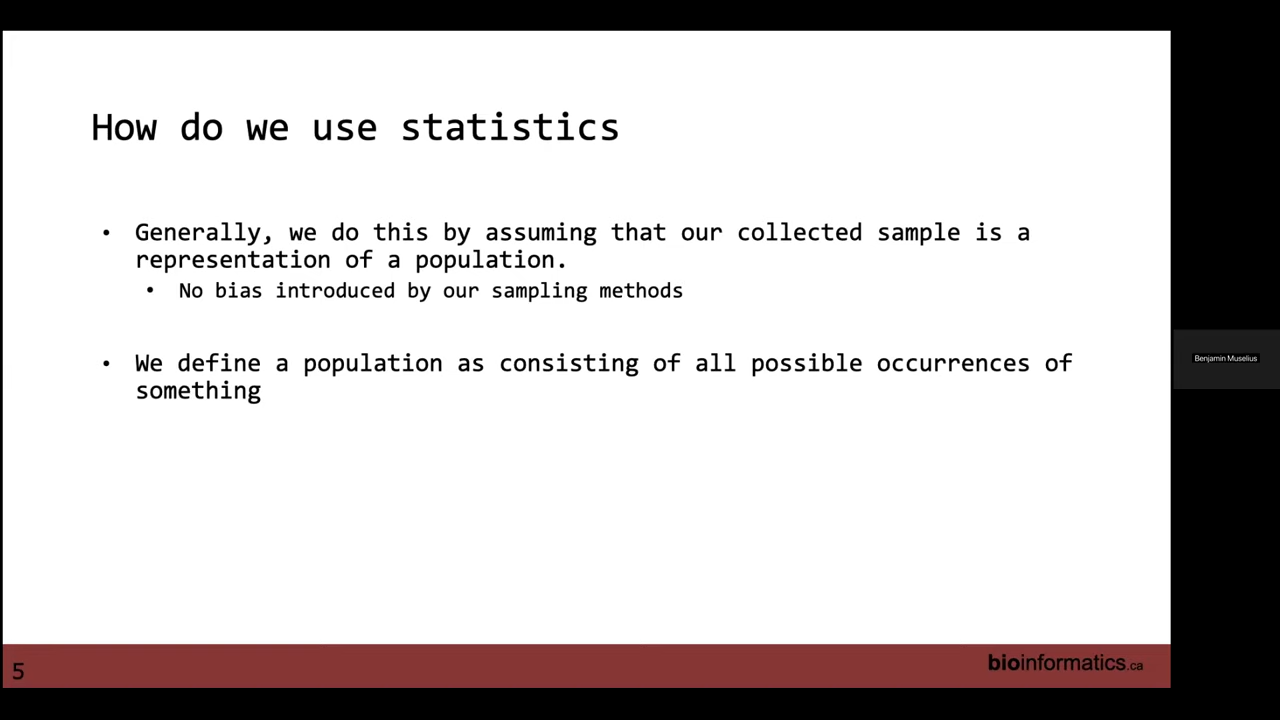 How do we use statistics
• Generally, we do this by assuming that our collected sample is a
representation of a population.
• No bias introduced by our sampling methods
• We define a population as consisting of all possible occurrences of
something
Benjamin Muselius
5
bioinformatics.ca